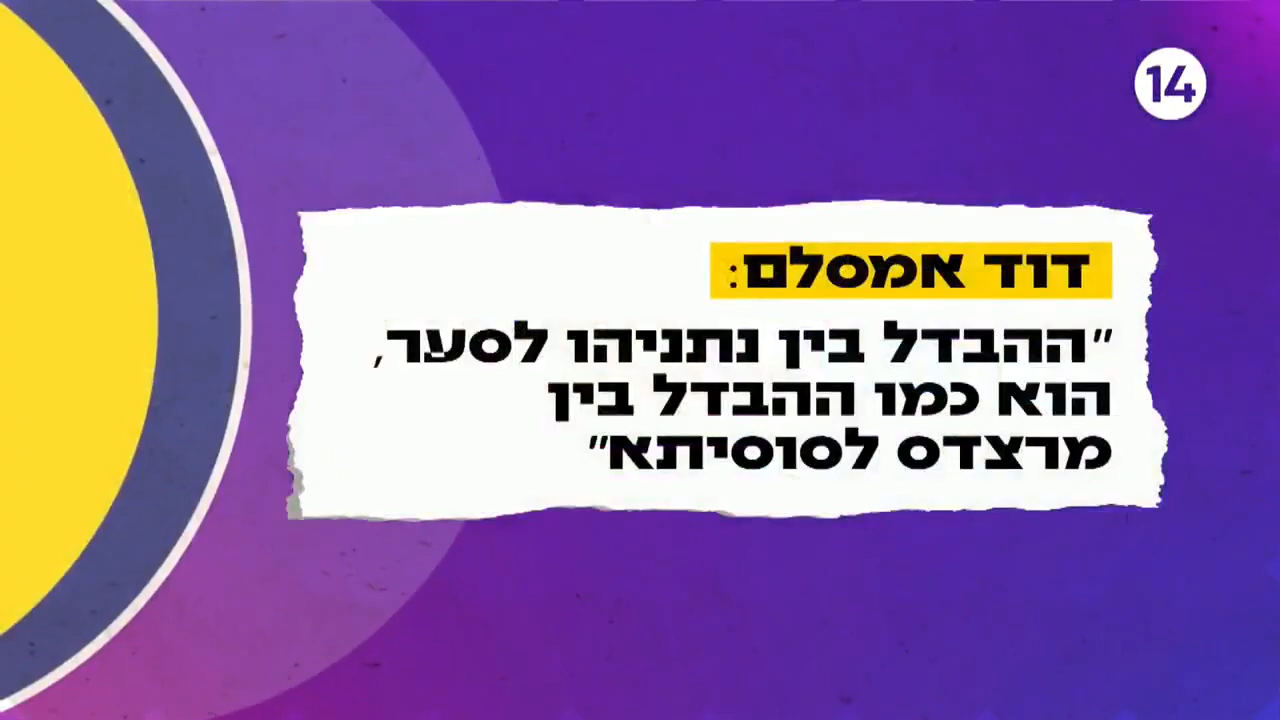 14
דוד אמסלם:
"ההבדל בין נתניהו לסער,
הוא כמו ההבדל בין
מרצדס לסוסיתא"